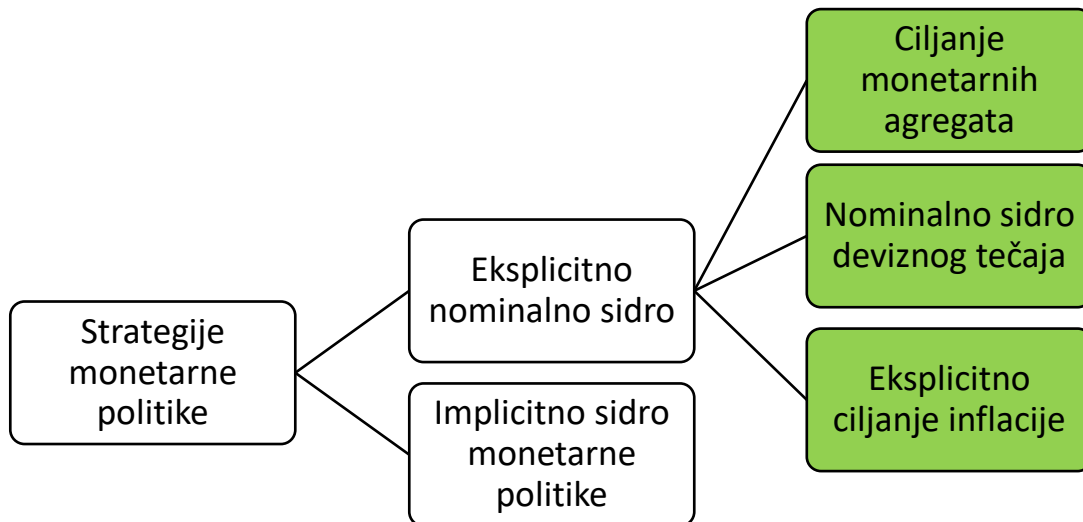 Strategije
monetarne
politike
Eksplicitno
nominalno sidro
Implicitno sidro
monetarne
politike
Ciljanje
monetarnih
agregata
Nominalno sidro
deviznog tečaja
Eksplicitno
ciljanje inflacije